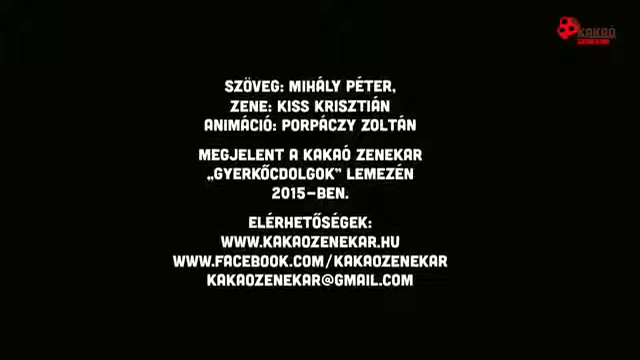 KAKAÓ
ZENEKAR
SZÖVEG: MIHÁLY PÉTER,
ZENE: KISS KRISZTIÁN
ANIMÁCIÓ: PORPÁCZY ZOLTÁN
MEGJELENT A KAKAÓ ZENEKAR
„GYERKŐCDOLGOK” LEMEZÉN
2015-BEN.
ELÉRHETŐSÉGEK:
WWW.KAKAOZENEKAR.HU
WWW.FACEBOOK.COM/KAKAOZENEKAR
KAKAOZENEKAR@GMAIL.COM